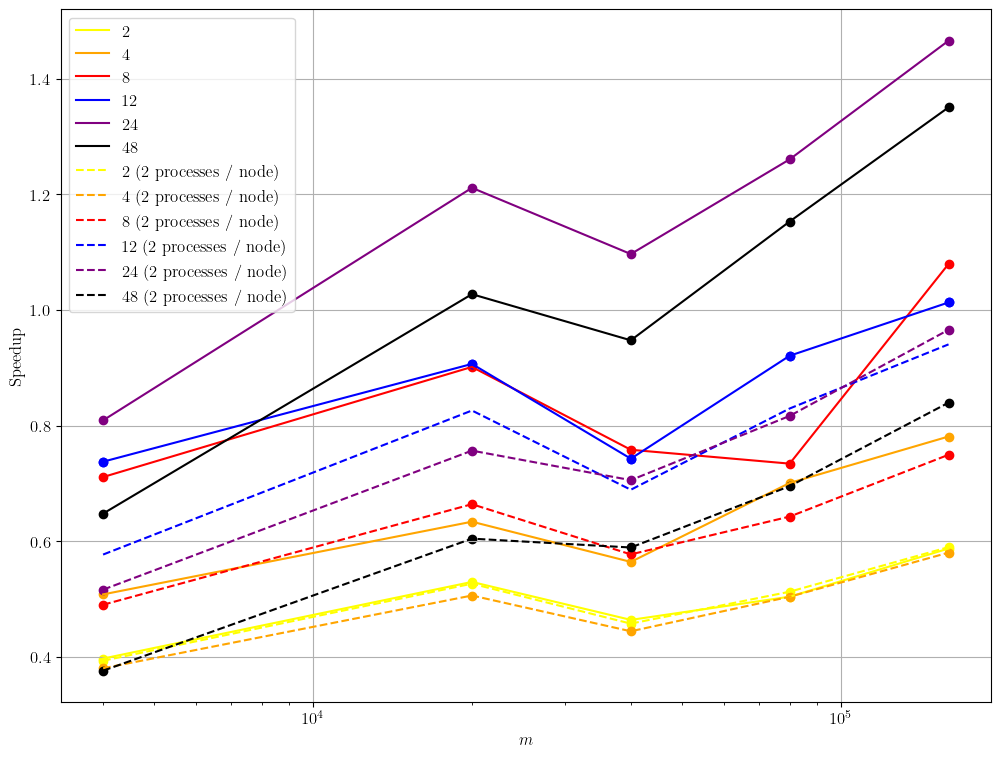 2
4
8
12
24
48
2 (2 processes / node)
4 (2 processes / node)
8 (2 processes / node)
12 (2 processes / node)
24 (2 processes / node)
48 (2 processes / node)
1.4
1.2
1.0
0.8
0.6
0.4
Speedup
10^4 10^5
m